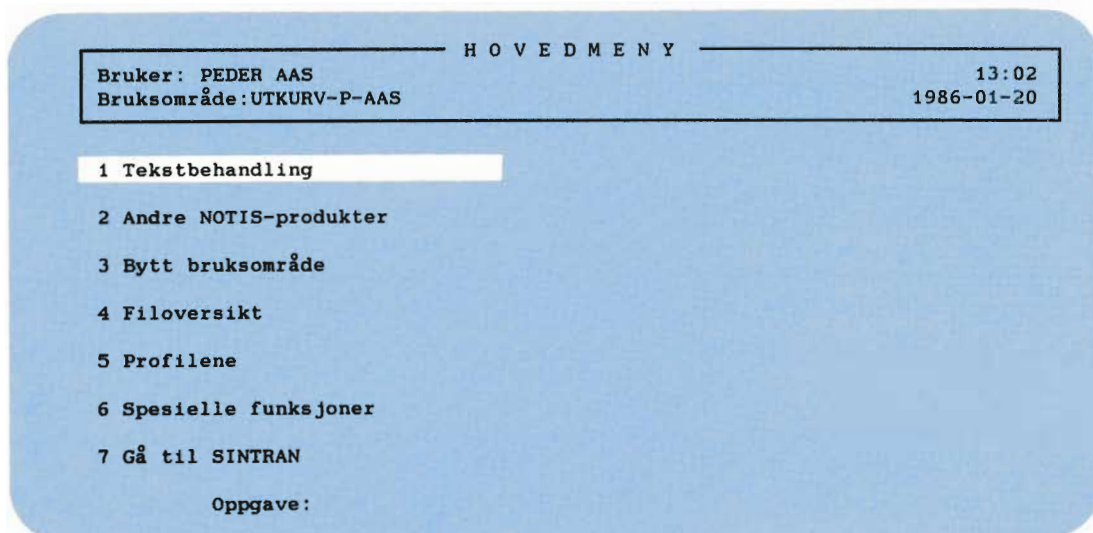 HOVEDMENY
Bruker: PEDER AAS 13:02
Bruksområde:UTKURV-P-AAS 1986-01-20
1 Tekstbehandling
2 Andre NOTIS-produkter
3 Bytt bruksområde
4 Filoversikt
5 Profilene
6 Spesielle funksjoner
7 Gå til SINTRAN
Oppgave: